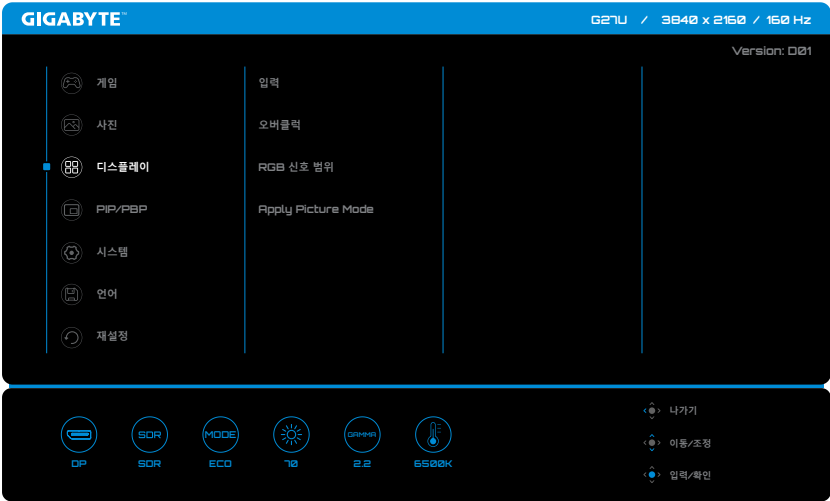 GIGABYTE™
G27U / 3840 x 2160 / 160 Hz
Version: D01
게임
사진
디스플레이
PIP/PBP
시스템
언어
재설정
입력
오버클럭
RGB 신호 범위
Apply Picture Mode
SDR
MODE
GAMMA
DP
SDR
ECO
70
2.2
6500K
나가기
이동/조정
입력/확인